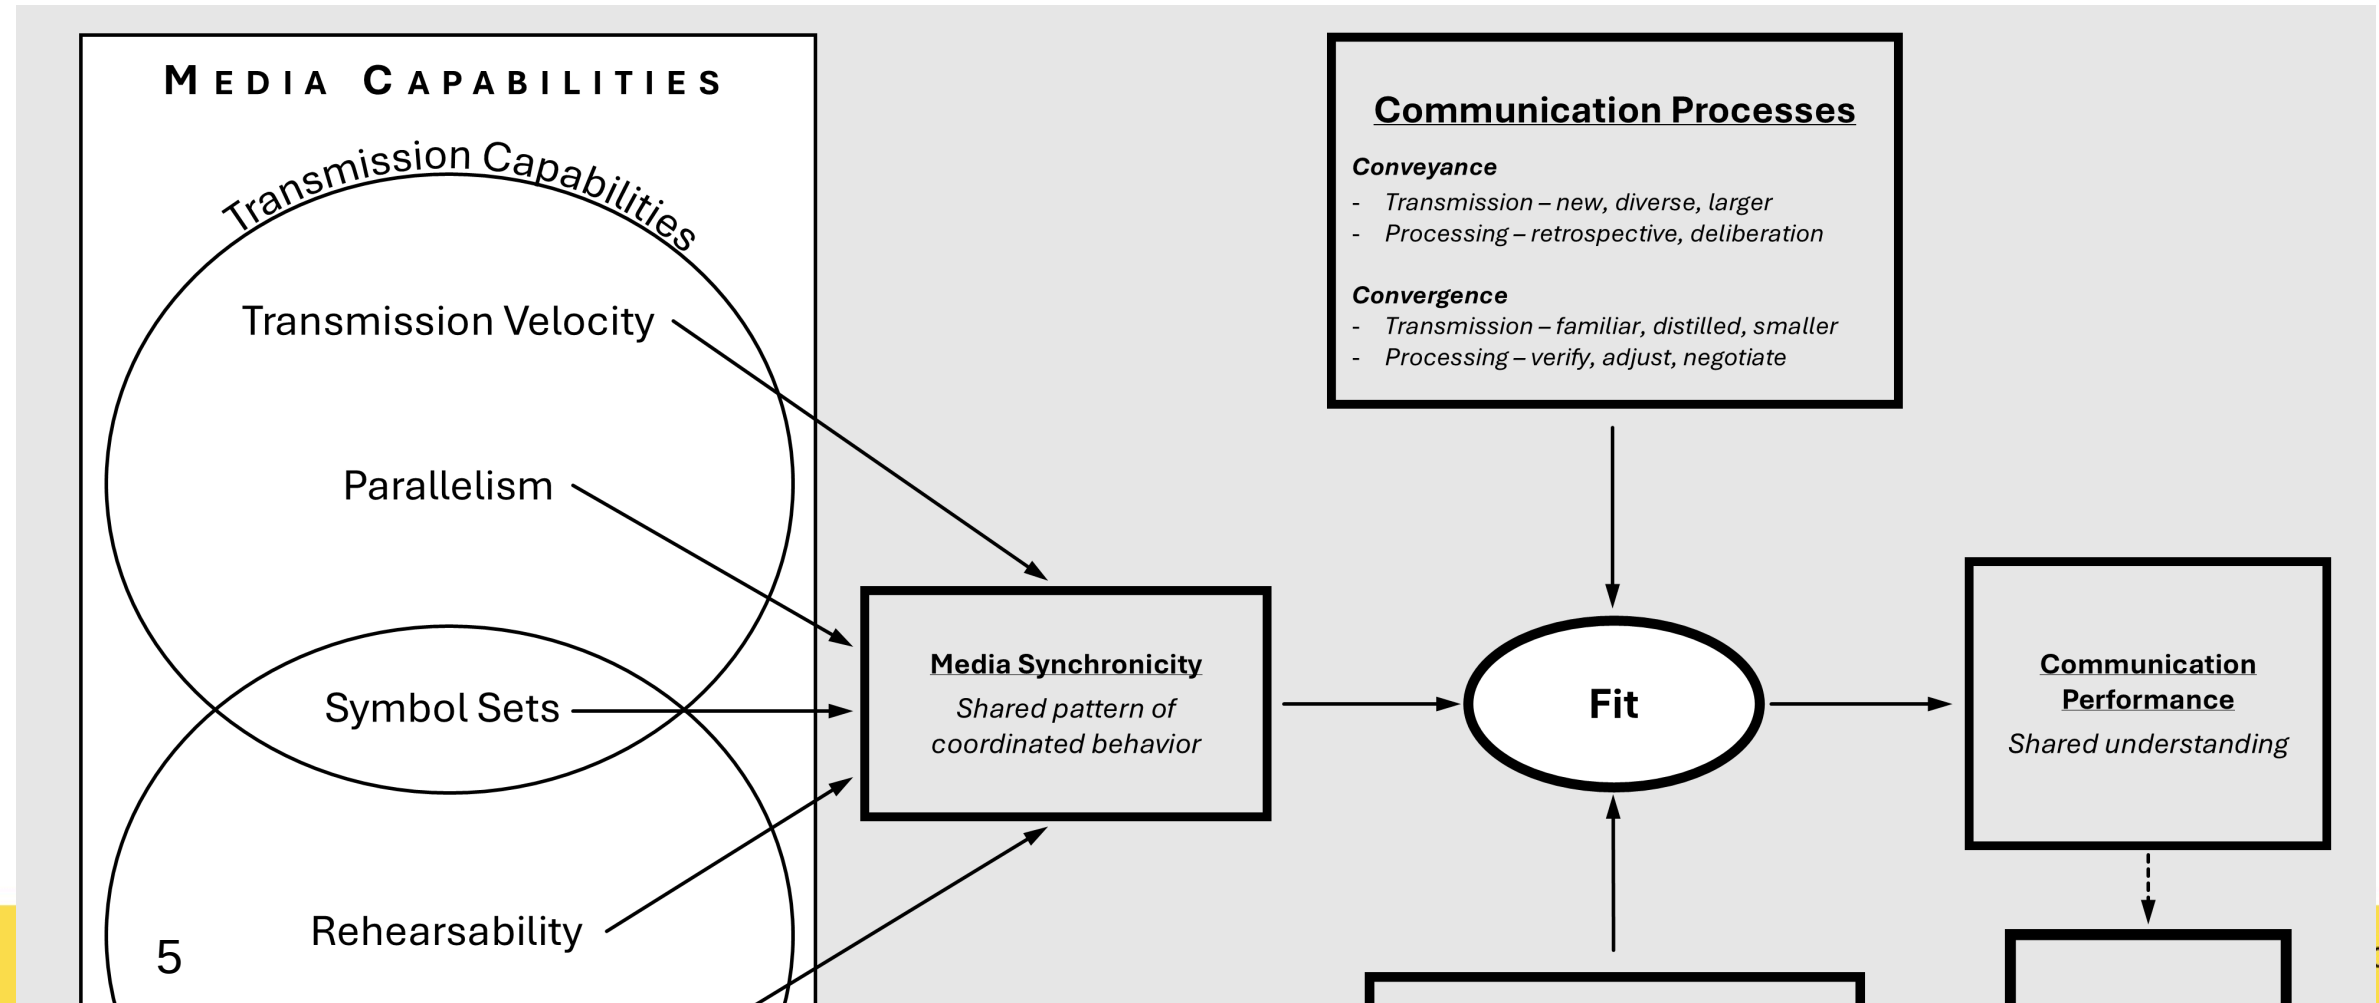 MEDIA CAPABILITIES
Transmission Capabilities
Transmission Velocity
Parallelism
Symbol Sets
Rehearsability
5
Media Synchronicity
Shared pattern of
coordinated behavior
Communication Processes
Conveyance
- Transmission – new, diverse, larger
- Processing – retrospective, deliberation
Convergence
- Transmission – familiar, distilled, smaller
- Processing – verify, adjust, negotiate
Fit
Communication
Performance
Shared understanding